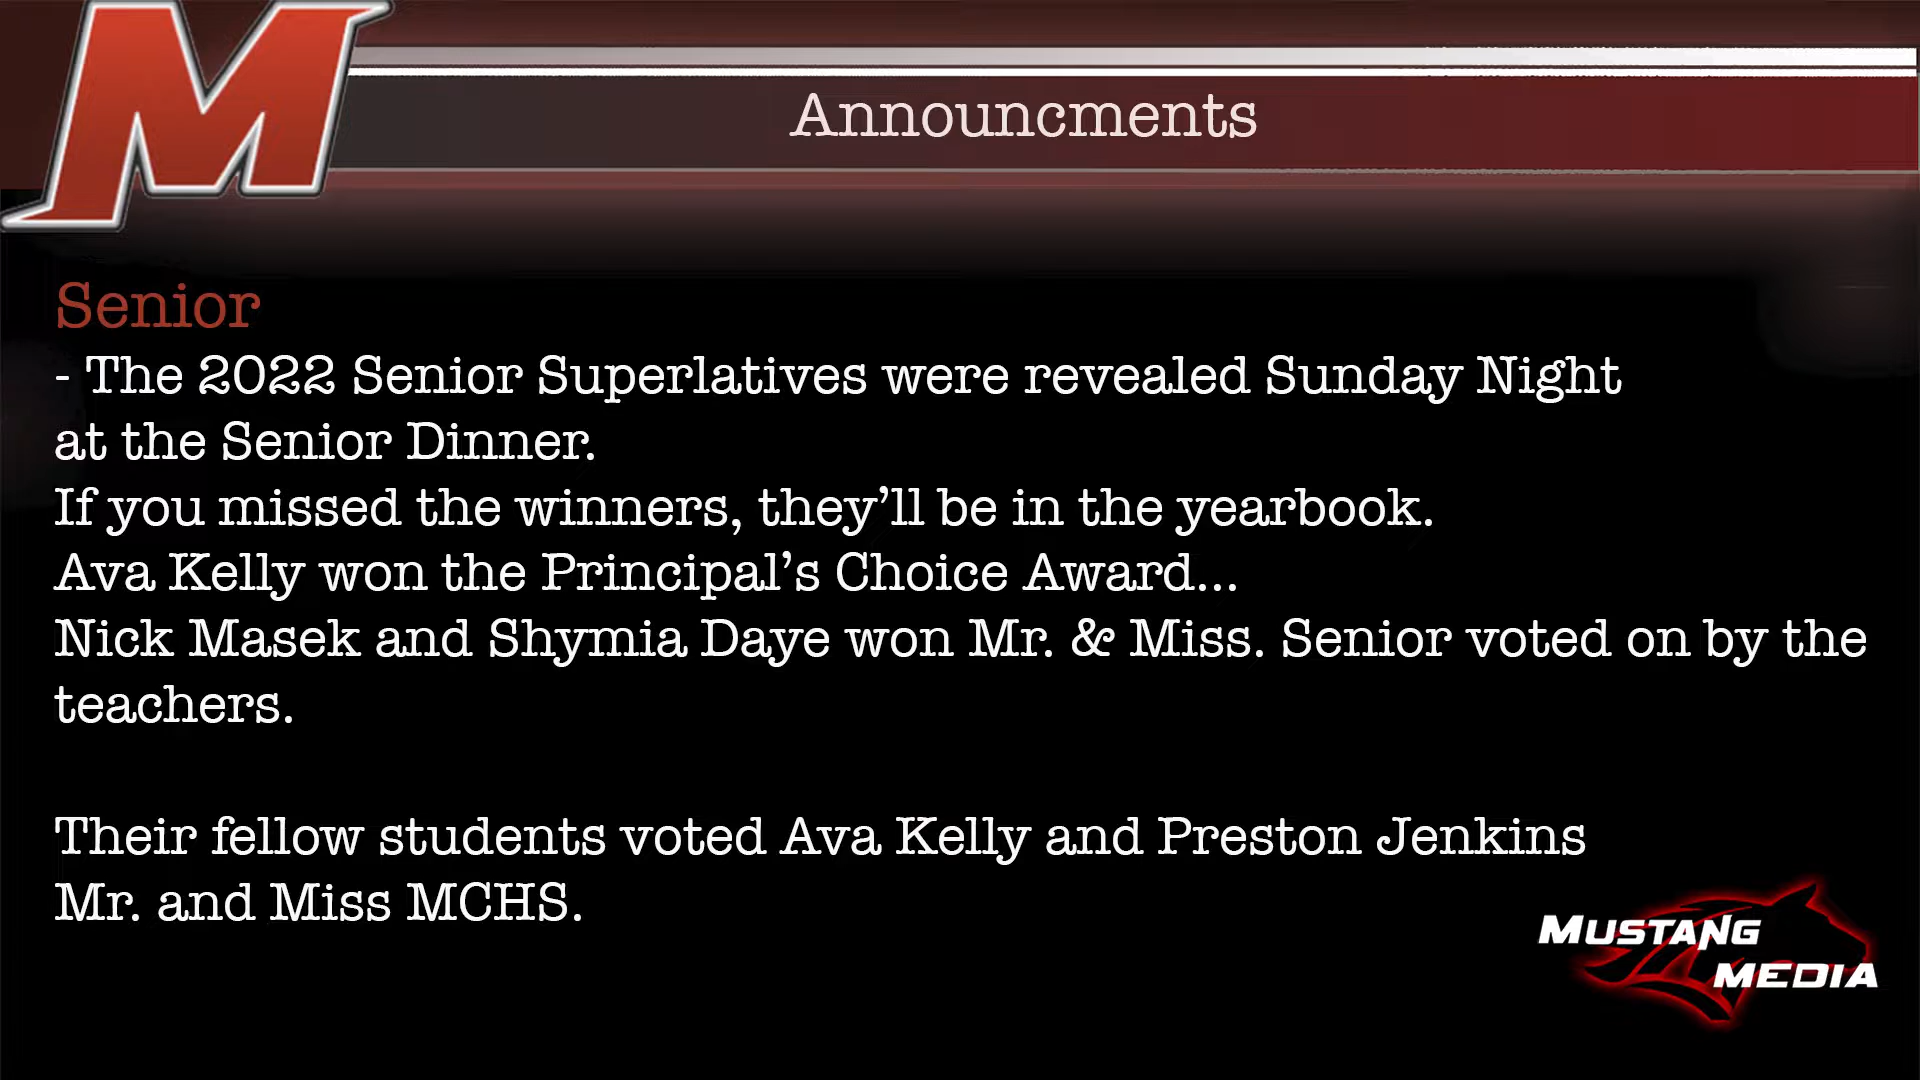 M
Announcments
Senior
- The 2022 Senior Superlatives were revealed Sunday Night
at the Senior Dinner.
If you missed the winners, they’ll be in the yearbook.
Ava Kelly won the Principal’s Choice Award...
Nick Masek and Shymia Daye won Mr. & Miss. Senior voted on by the
teachers.
Their fellow students voted Ava Kelly and Preston Jenkins
Mr. and Miss MCHS.
MUSTANG
MEDIA